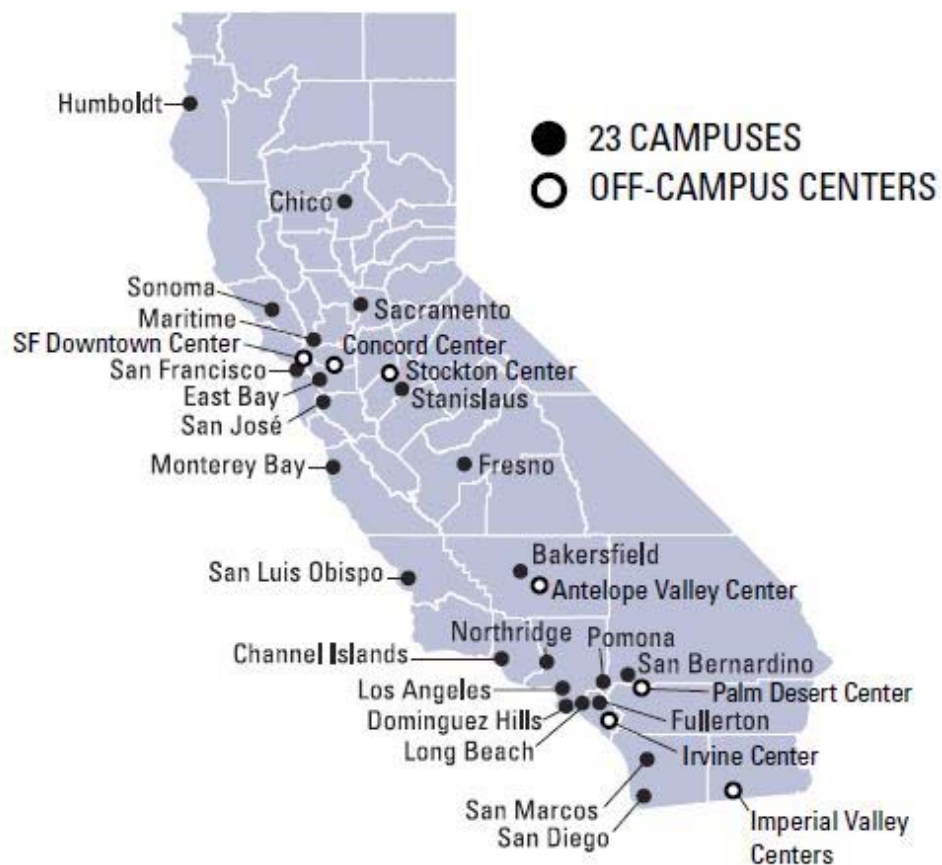 Humboldt
23 CAMPUSES
OFF-CAMPUS CENTERS
Chico
Sonoma
Sacramento
Maritime
SF Downtown Center
Concord Center
San Francisco
Stockton Center
East Bay
Stanislaus
San José
Monterey Bay
Fresno
Bakersfield
San Luis Obispo
Antelope Valley Center
Northridge
Pomona
Channel Islands
San Bernardino
Los Angeles
Palm Desert Center
Dominguez Hills
Fullerton
Long Beach
Irvine Center
San Marcos
San Diego
Imperial Valley
Centers